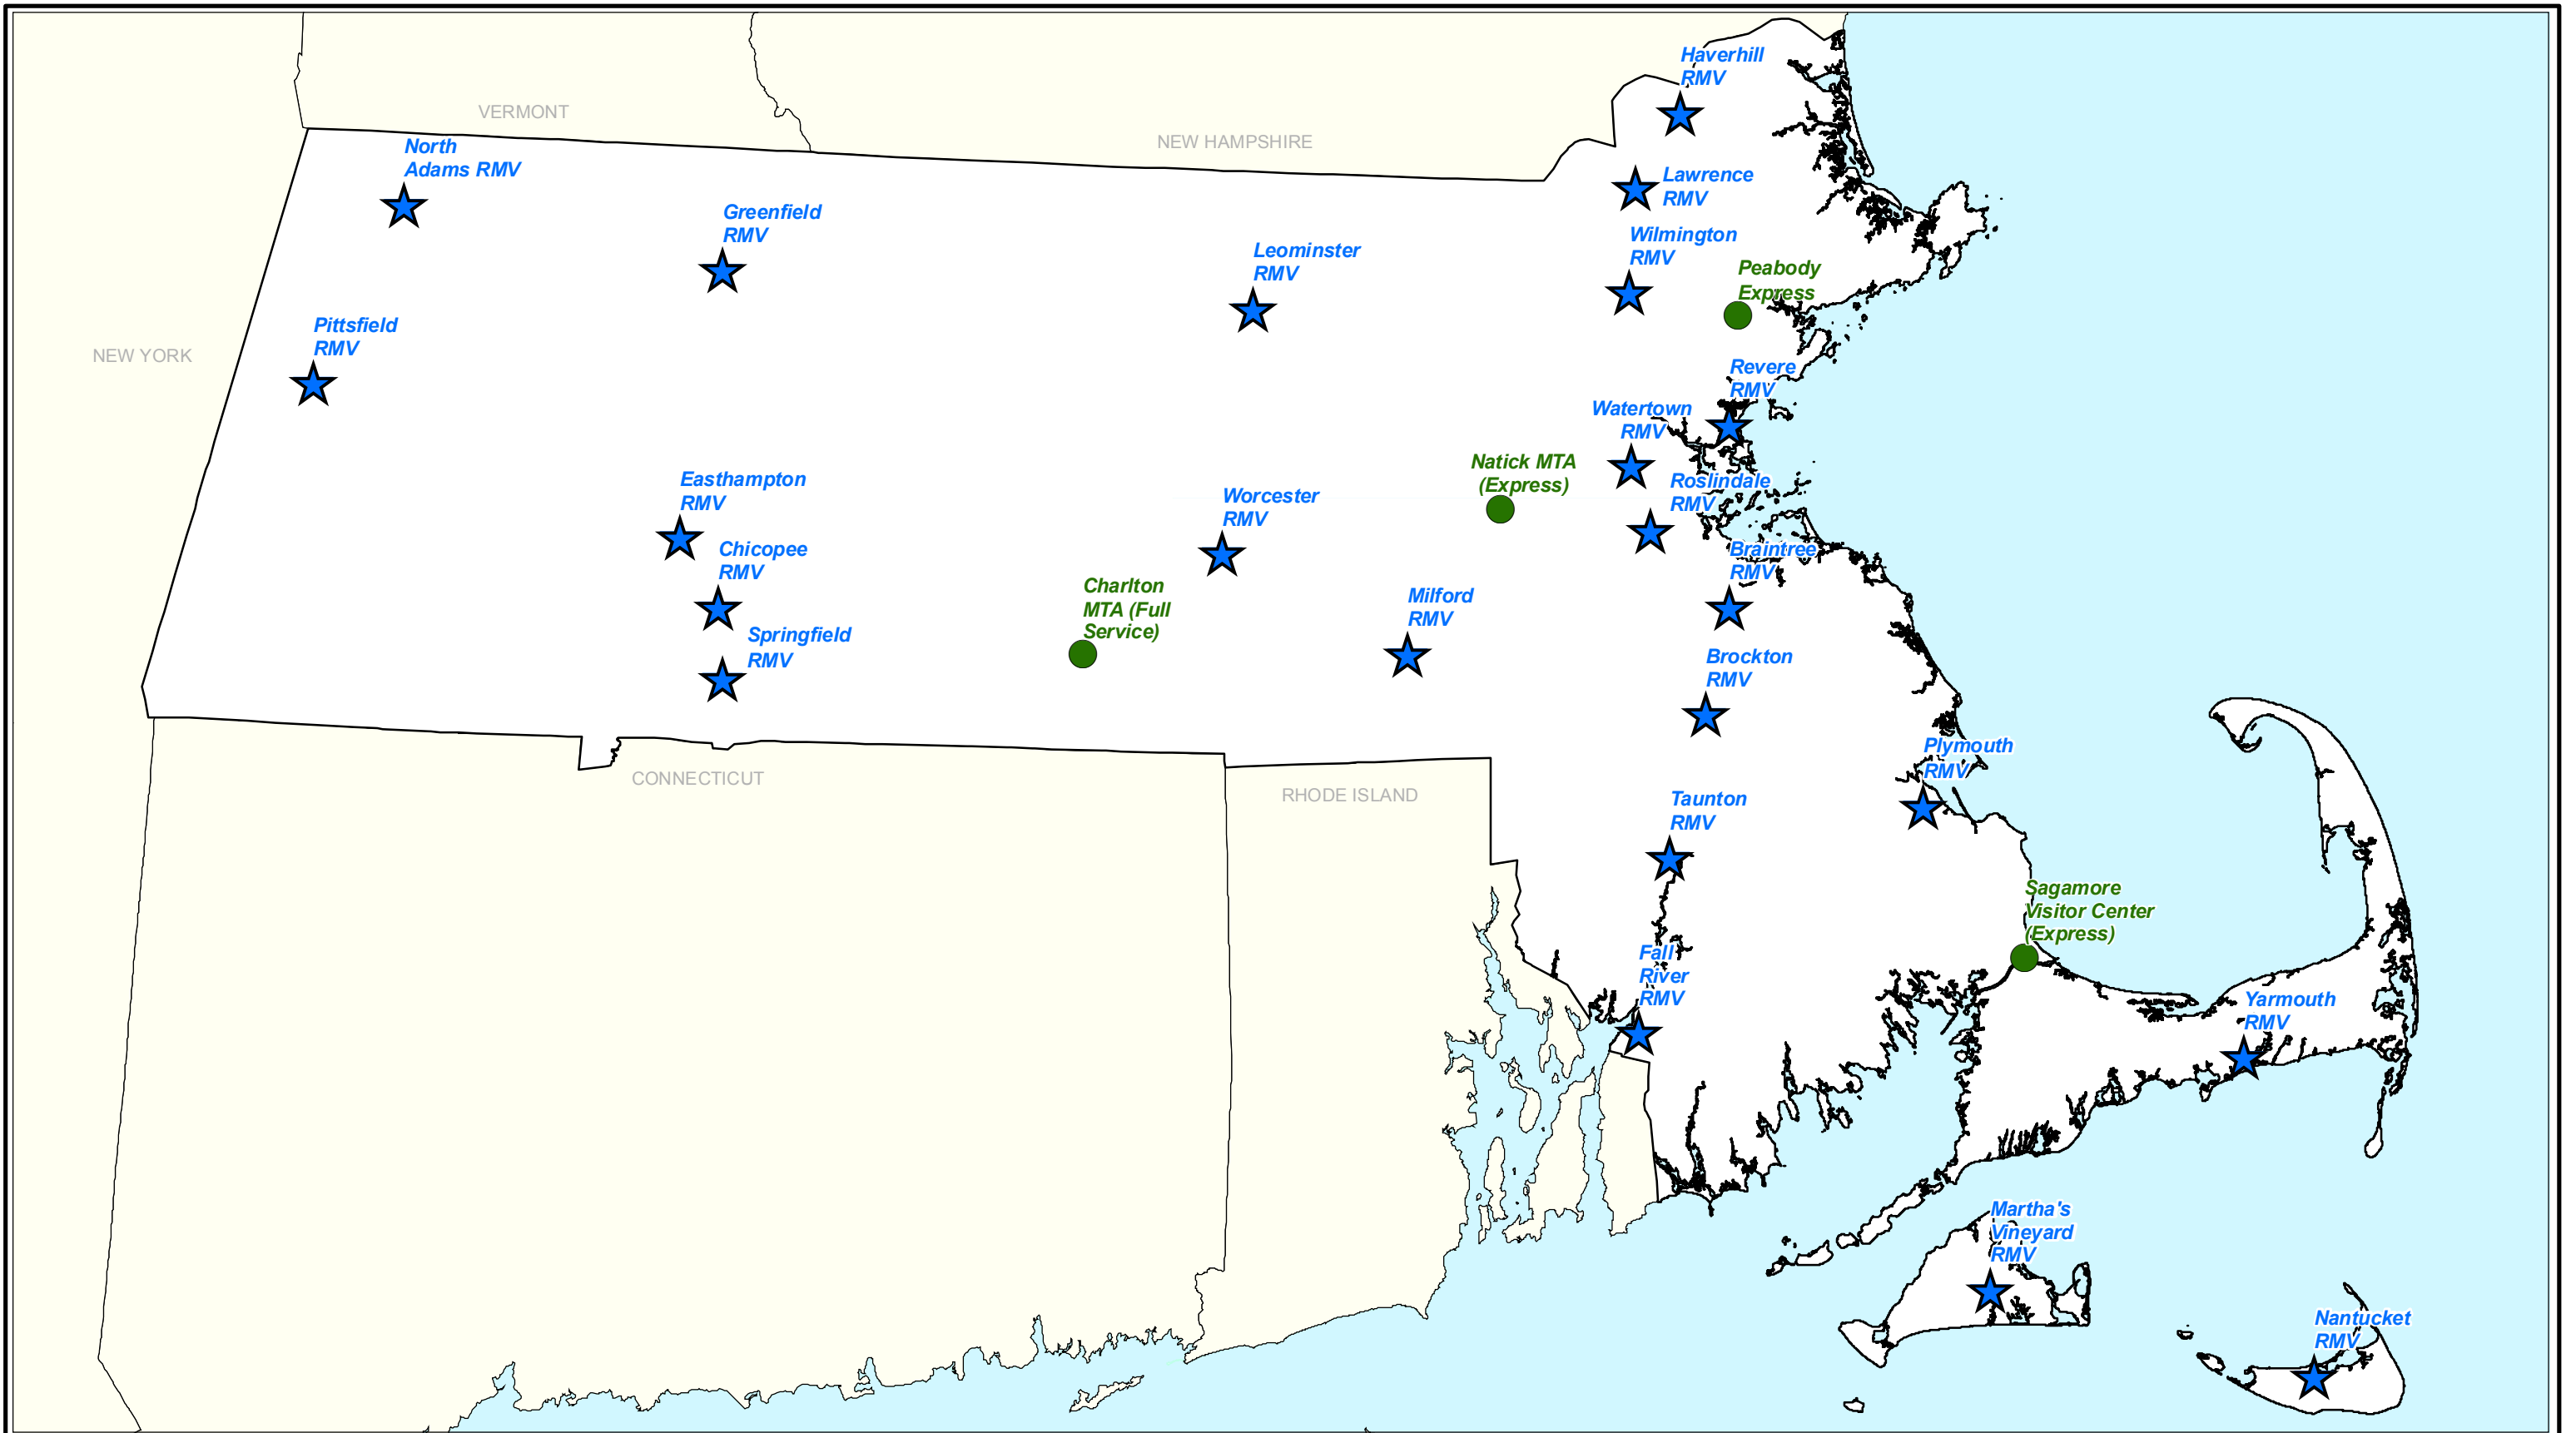 Haverhill
RMV
VERMONT
NEW HAMPSHIRE
North
Adams RMV
Lawrence
RMV
Greenfield
RMV
Wilmington
RMV
Leominster
RMV
Peabody
Express
Pittsfield
RMV
NEW YORK
Revere
RMV
Watertown
RMV
Natick MTA
(Express)
Roslindale
RMV
Easthampton
RMV
Worcester
RMV
Chicopee
RMV
Braintree
RMV
Charlton
MTA (Full
Service)
Milford
RMV
Springfield
RMV
Brockton
RMV
Plymouth
RMV
CONNECTICUT
RHODE ISLAND
Taunton
RMV
Sagamore
Visitor Center
(Express)
Fall
River
RMV
Yarmouth
RMV
Martha's
Vineyard
RMV
Nantucket
RMV